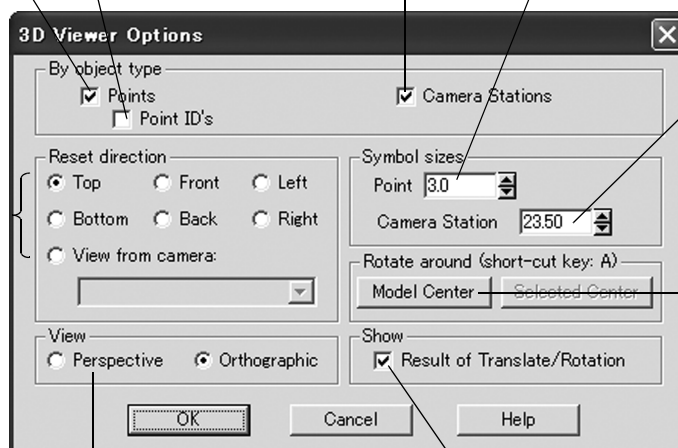 3D Viewer Options
By object type
Points
Camera Stations
Point ID's
Reset direction
Top Front Left
Bottom Back Right
View from camera:
Symbol sizes
Point 3.0
Camera Station 23.50
Rotate around (short-cut key: A)
Model Center Selected Center
View
Perspective Orthographic
Show
Result of Translate/Rotation
OK Cancel Help